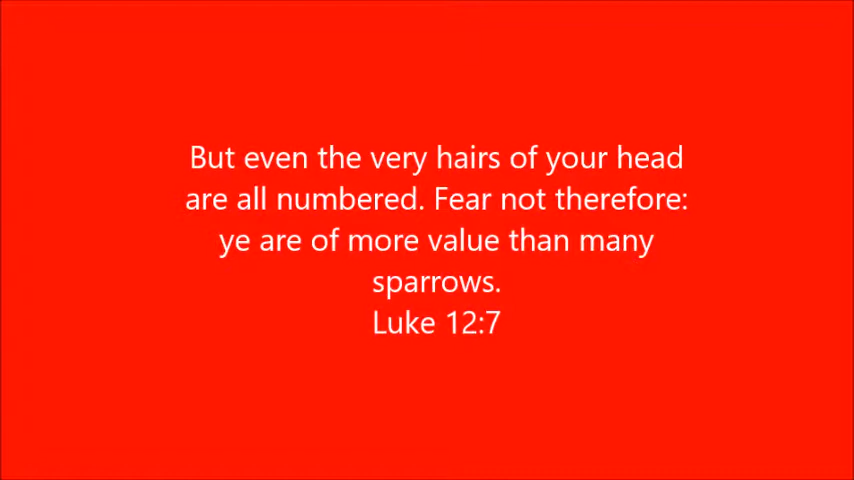 But even the very hairs of your head
are all numbered. Fear not therefore:
ye are of more value than many
sparrows.
Luke 12:7